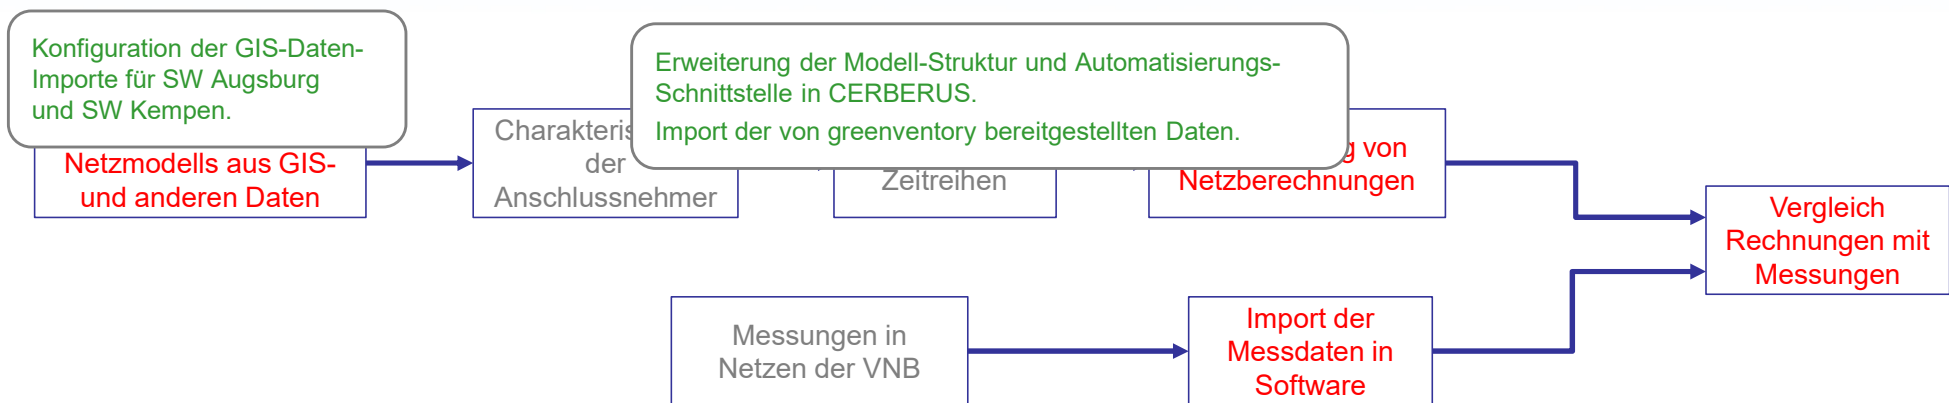 Konfiguration der GIS-Daten-
Importe für SW Augsburg
und SW Kempen.
Erweiterung der Modell-Struktur und Automatisierungs-
Schnittstelle in CERBERUS.
Import der von greenventory bereitgestellten Daten.
Netzmodells aus GIS-
und anderen Daten
der
Anschlussnehmer
Zeitreihen
von
Netzberechnungen
Vergleich
Rechnungen mit
Messungen
Messungen in
Netzen der VNB
Import der
Messdaten in
Software